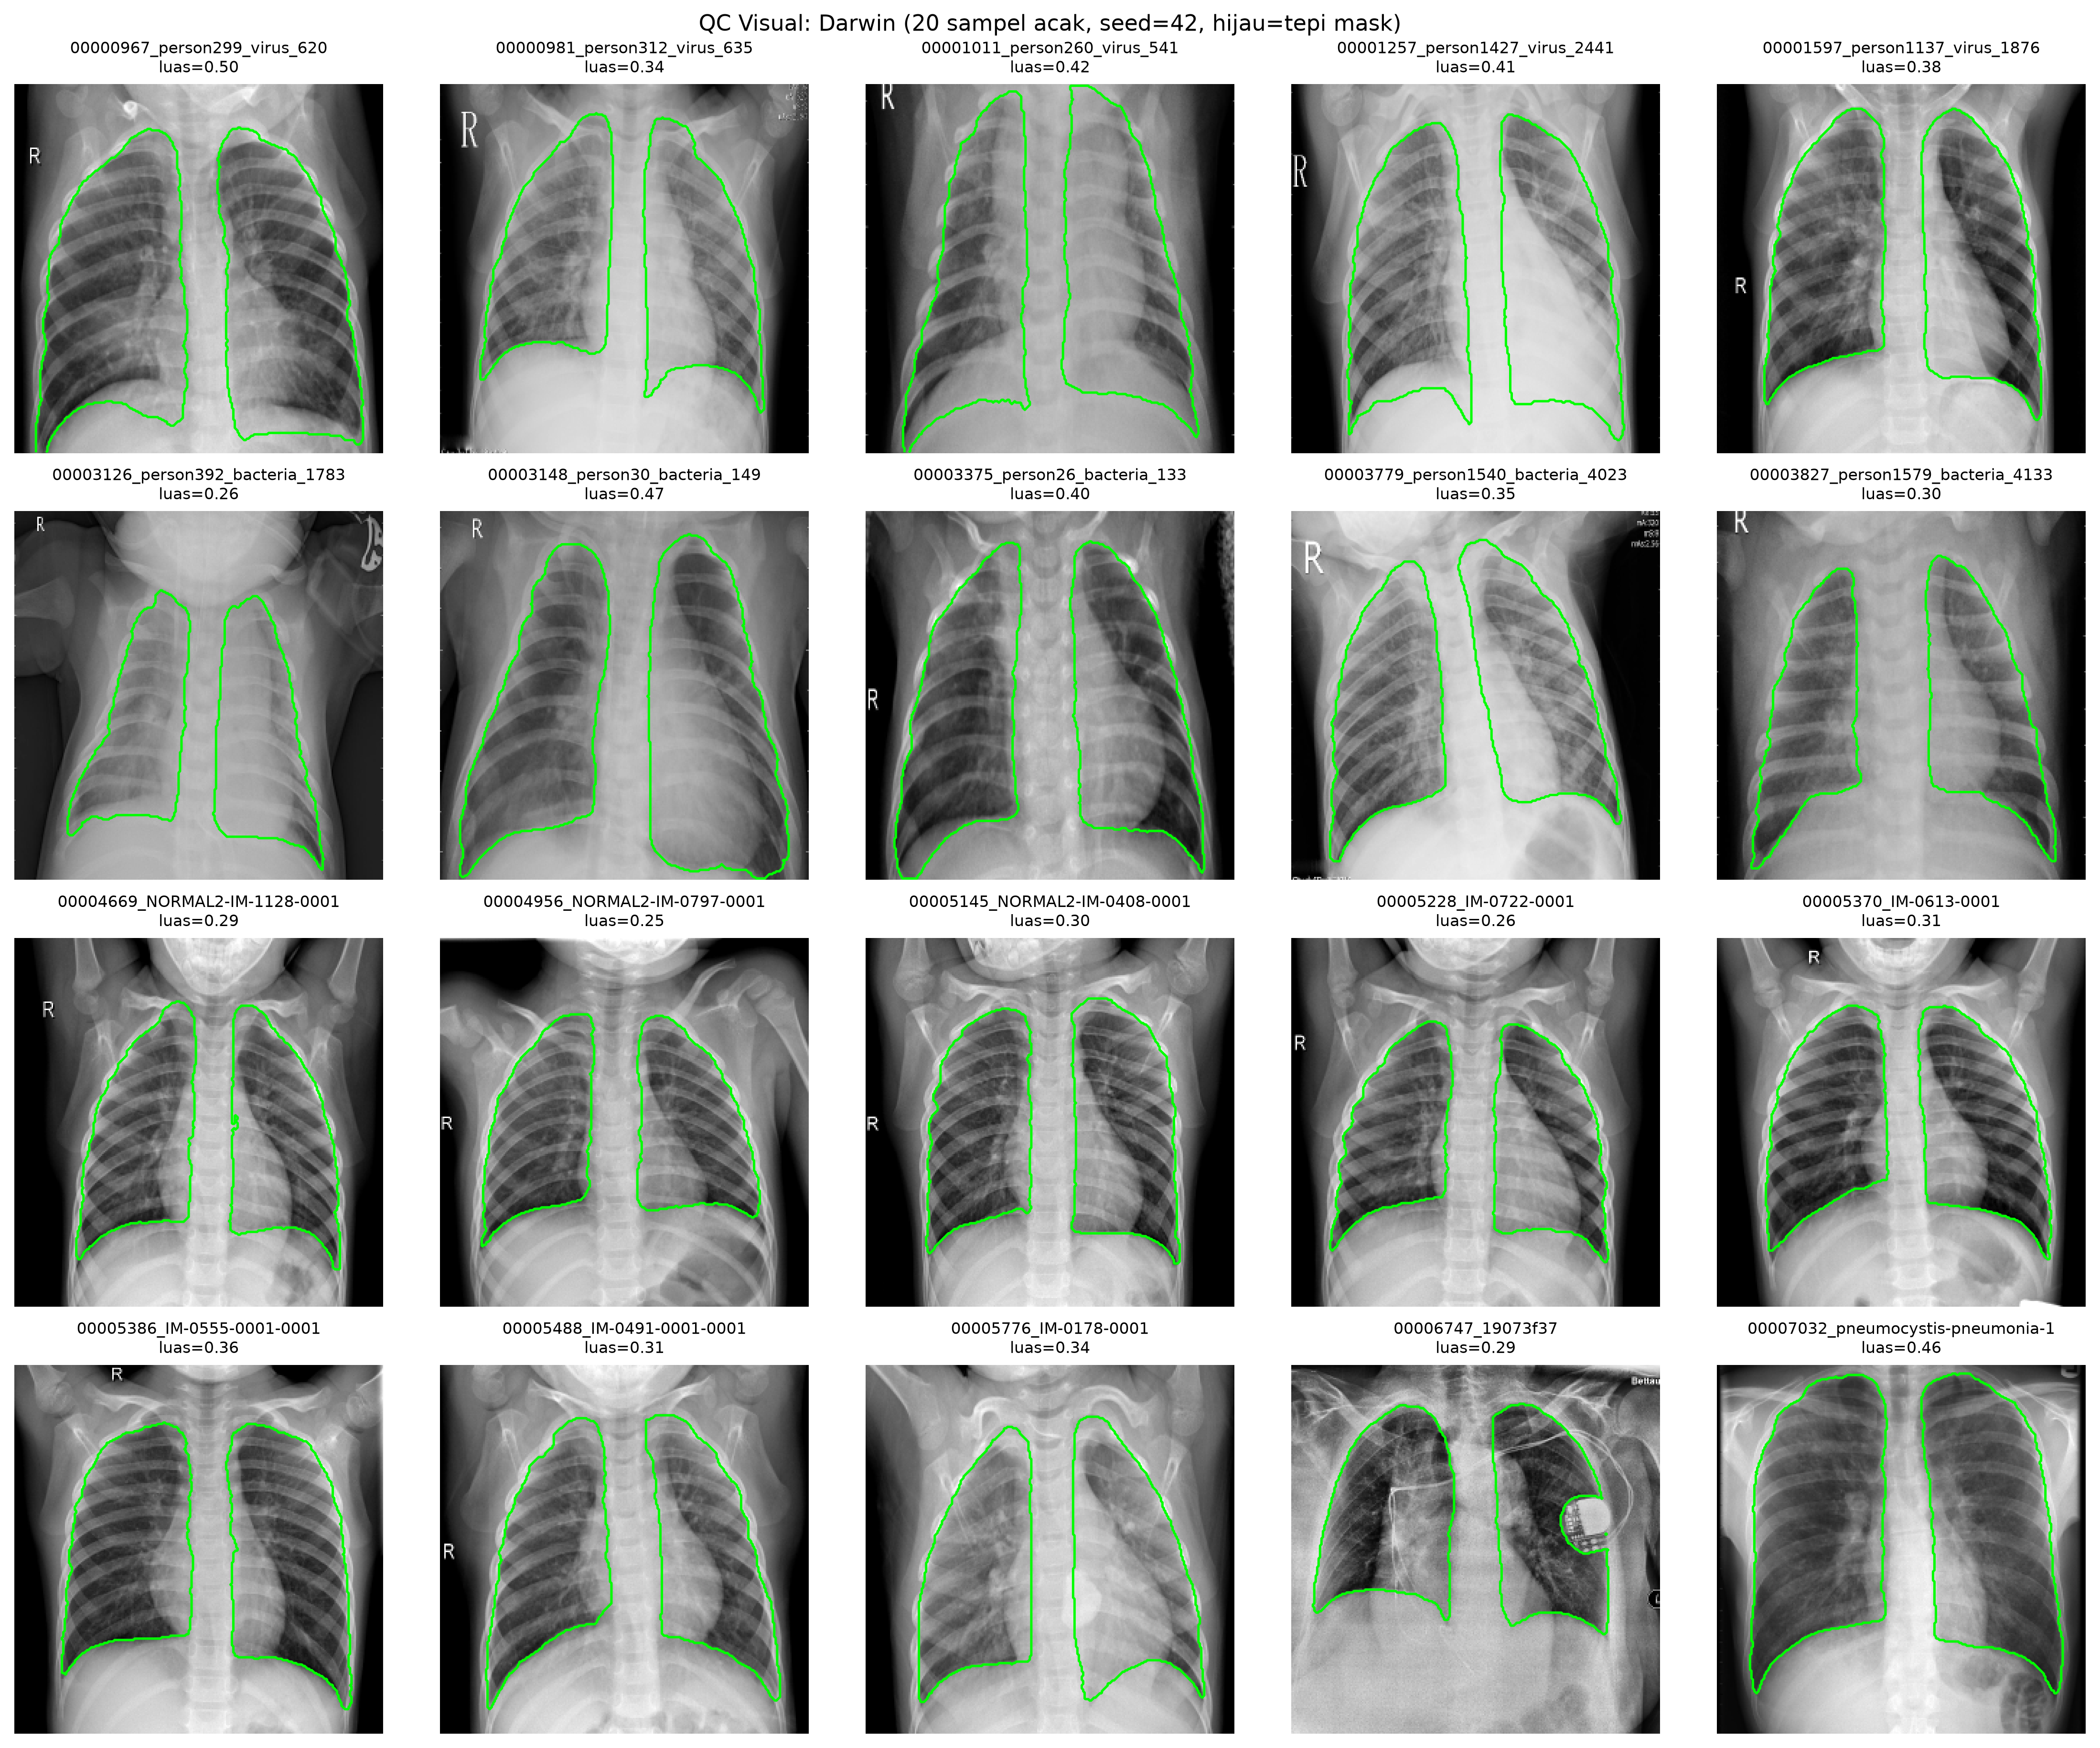 QC Visual: Darwin (20 sampel acak, seed=42, hijau=tepi mask)
00000967_person299_virus_620
luas=0.50
00000981_person312_virus_635
luas=0.34
00001011_person260_virus_541
luas=0.42
00001257_person1427_virus_2441
luas=0.41
00001597_person1137_virus_1876
luas=0.38
R
R
R
R
R
00003126_person392_bacteria_1783
luas=0.26
00003148_person30_bacteria_149
luas=0.47
00003375_person26_bacteria_133
luas=0.40
00003779_person1540_bacteria_4023
luas=0.35
00003827_person1579_bacteria_4133
luas=0.30
R
R
R
R
R
00004669_NORMAL2-IM-1128-0001
luas=0.29
00004956_NORMAL2-IM-0797-0001
luas=0.25
00005145_NORMAL2-IM-0408-0001
luas=0.30
00005228_IM-0722-0001
luas=0.26
00005370_IM-0613-0001
luas=0.31
R
R
R
R
R
00005386_IM-0555-0001-0001
luas=0.36
00005488_IM-0491-0001-0001
luas=0.31
00005776_IM-0178-0001
luas=0.34
00006747_19073f37
luas=0.29
00007032_pneumocystis-pneumonia-1
luas=0.46
R
R
Bettau